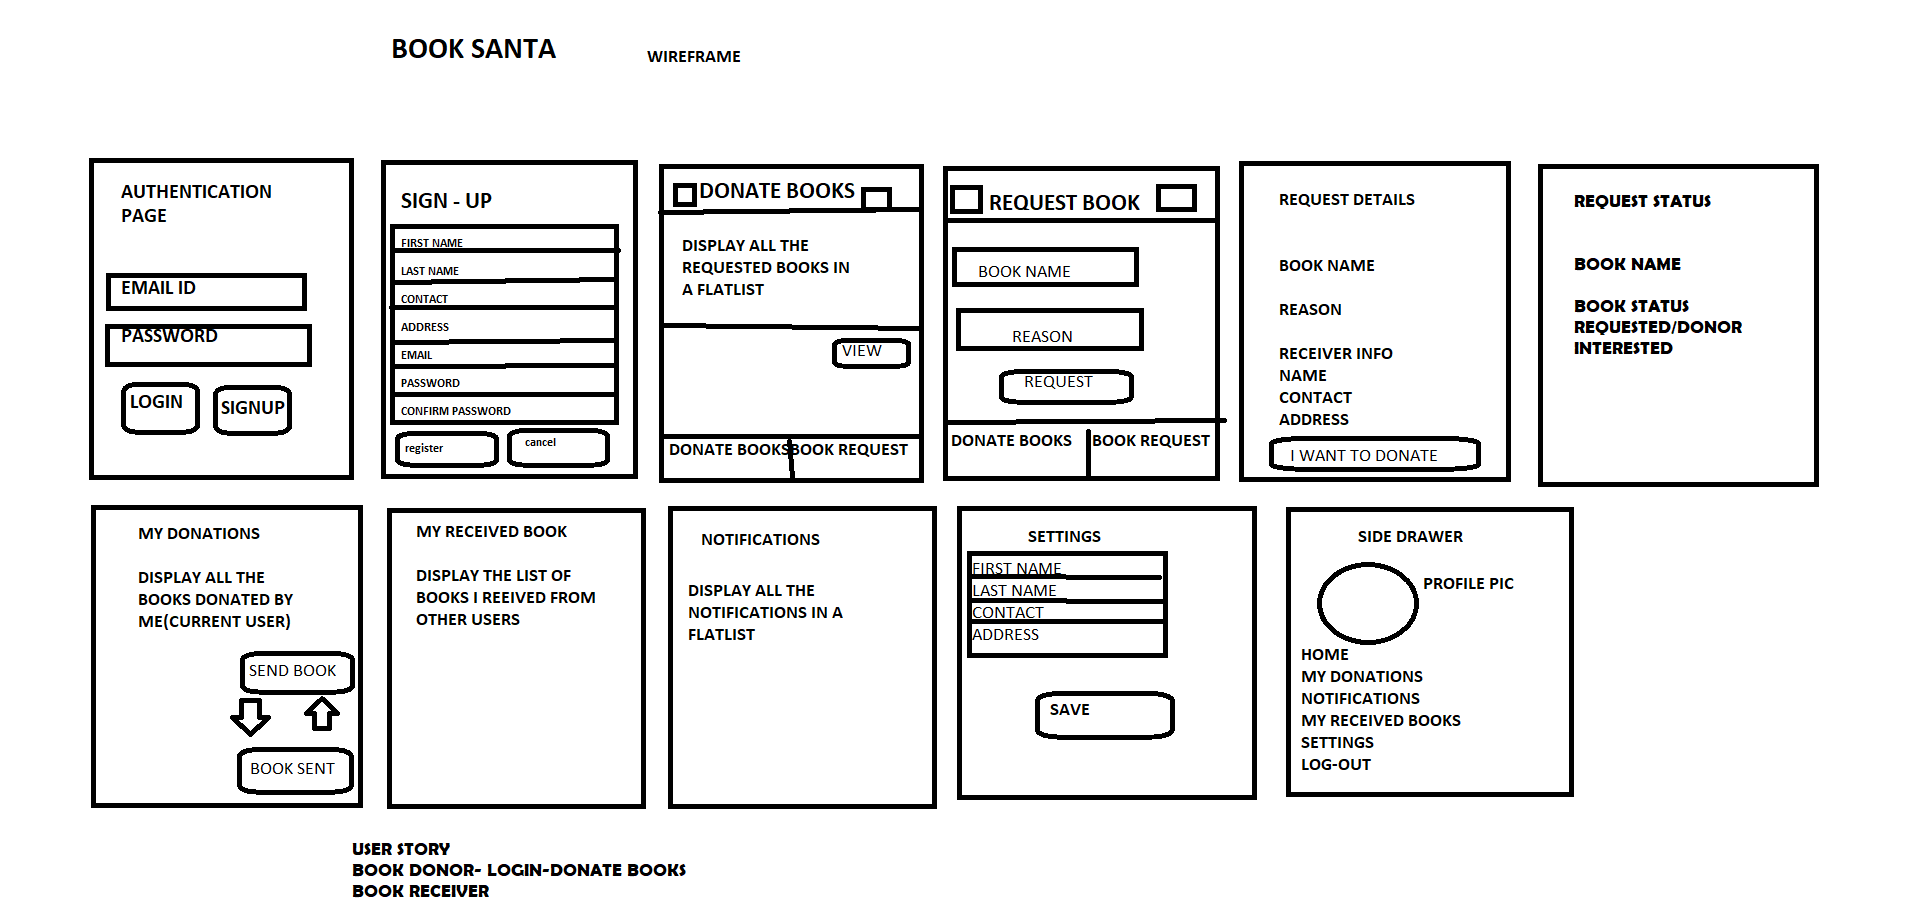 BOOK SANTA
WIREFRAME
AUTHENTICATION
PAGE
EMAIL ID
PASSWORD
LOGIN
SIGNUP
SIGN - UP
FIRST NAME
LAST NAME
CONTACT
ADDRESS
EMAIL
PASSWORD
CONFIRM PASSWORD
register
cancel
DONATE BOOKS
DISPLAY ALL THE
REQUESTED BOOKS IN
A FLATLIST
VIEW
DONATE BOOKS
BOOK REQUEST
REQUEST BOOK
BOOK NAME
REASON
REQUEST
DONATE BOOKS
BOOK REQUEST
REQUEST DETAILS
BOOK NAME
REASON
RECEIVER INFO
NAME
CONTACT
ADDRESS
I WANT TO DONATE
REQUEST STATUS
BOOK NAME
BOOK STATUS
REQUESTED/DONOR
INTERESTED
MY DONATIONS
DISPLAY ALL THE
BOOKS DONATED BY
ME(CURRENT USER)
SEND BOOK
BOOK SENT
MY RECEIVED BOOK
DISPLAY THE LIST OF
BOOKS I REEIVED FROM
OTHER USERS
NOTIFICATIONS
DISPLAY ALL THE
NOTIFICATIONS IN A
FLATLIST
SETTINGS
FIRST NAME
LAST NAME
CONTACT
ADDRESS
SAVE
SIDE DRAWER
PROFILE PIC
HOME
MY DONATIONS
NOTIFICATIONS
MY RECEIVED BOOKS
SETTINGS
LOG-OUT
USER STORY
BOOK DONOR- LOGIN-DONATE BOOKS
BOOK RECEIVER